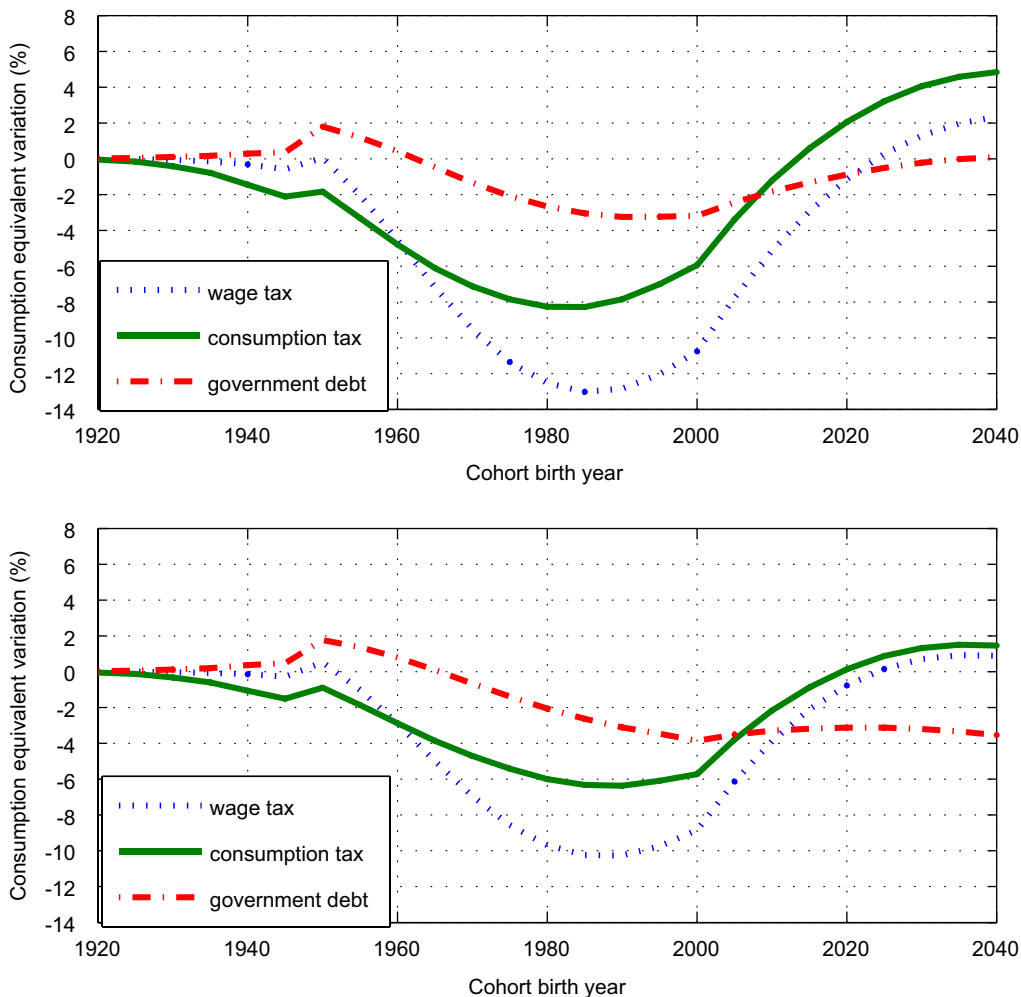 8
6
4
2
0
-2
-4
-6
-8
-10
-12
-14
Consumption equivalent variation (%)
wage tax
consumption tax
government debt
1920 1940 1960 1980 2000 2020 2040
Cohort birth year
8
6
4
2
0
-2
-4
-6
-8
-10
-12
-14
Consumption equivalent variation (%)
wage tax
consumption tax
government debt
1920 1940 1960 1980 2000 2020 2040
Cohort birth year